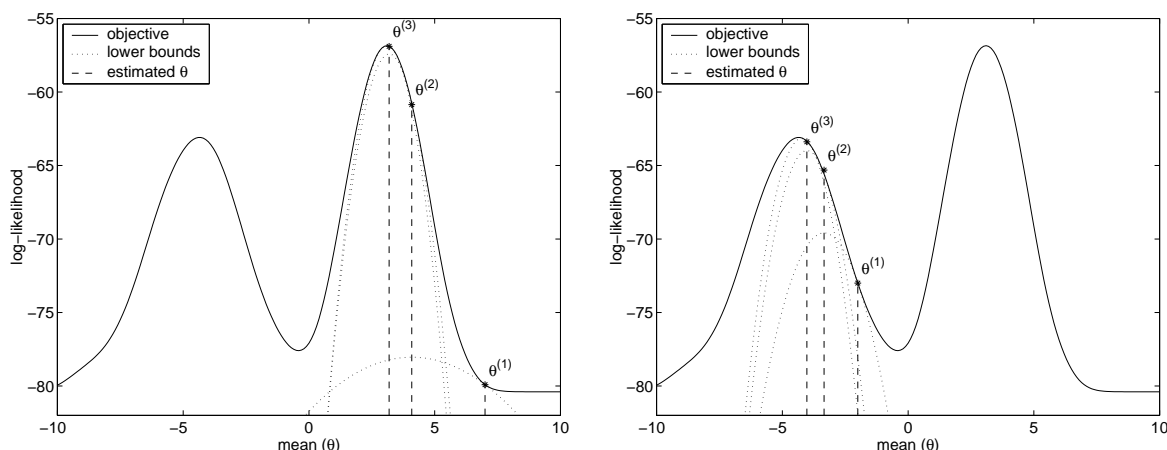 −55
−60
−65
−70
−75
−80
log−likelihood
objective
lower bounds
estimated θ
θ(3)
θ(2)
θ(1)
−10
−5
0
5
10
mean (θ)
−55
−60
−65
−70
−75
−80
log−likelihood
objective
lower bounds
estimated θ
θ(3)
θ(2)
θ(1)
−10
−5
0
5
10
mean (θ)